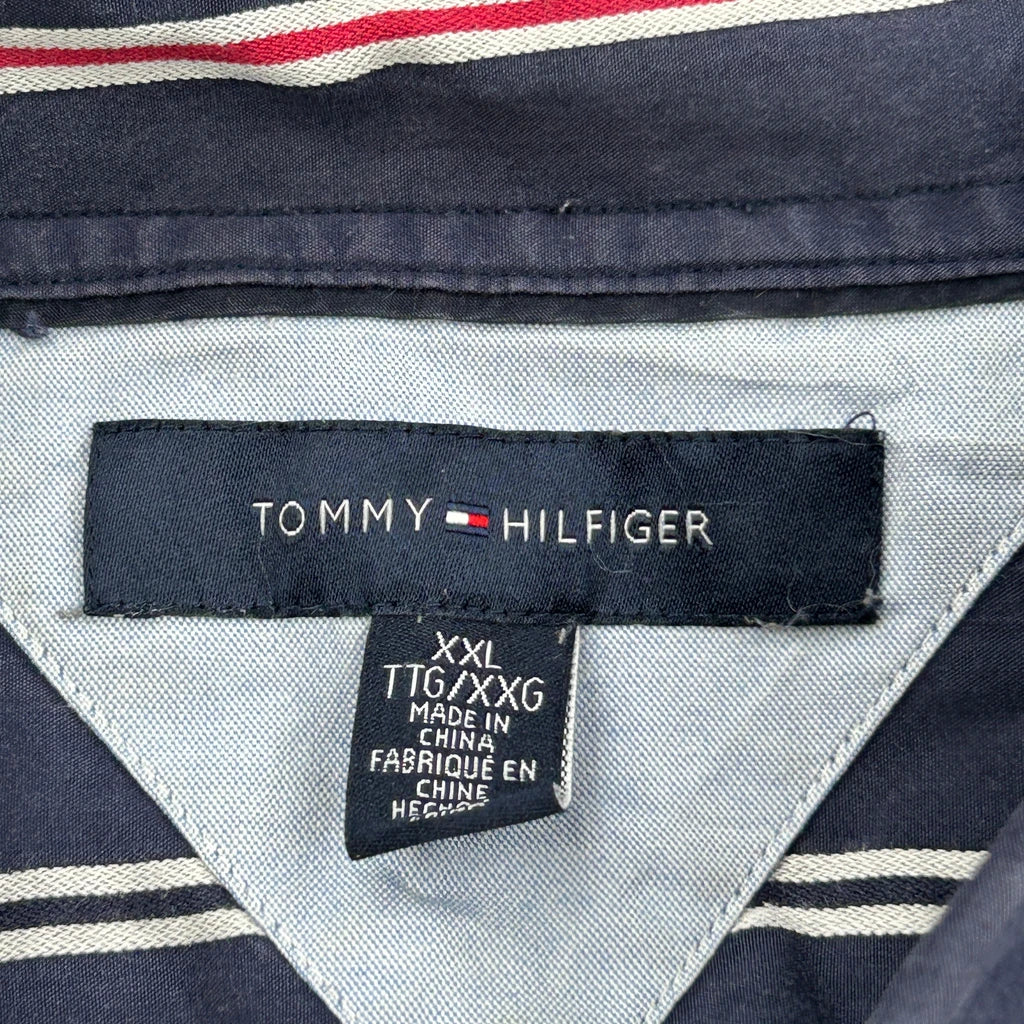 TOMMY HILFIGER
XXL
TTG/XXG
MADE IN
CHINA
FABRIQUÉ EN
CHINE